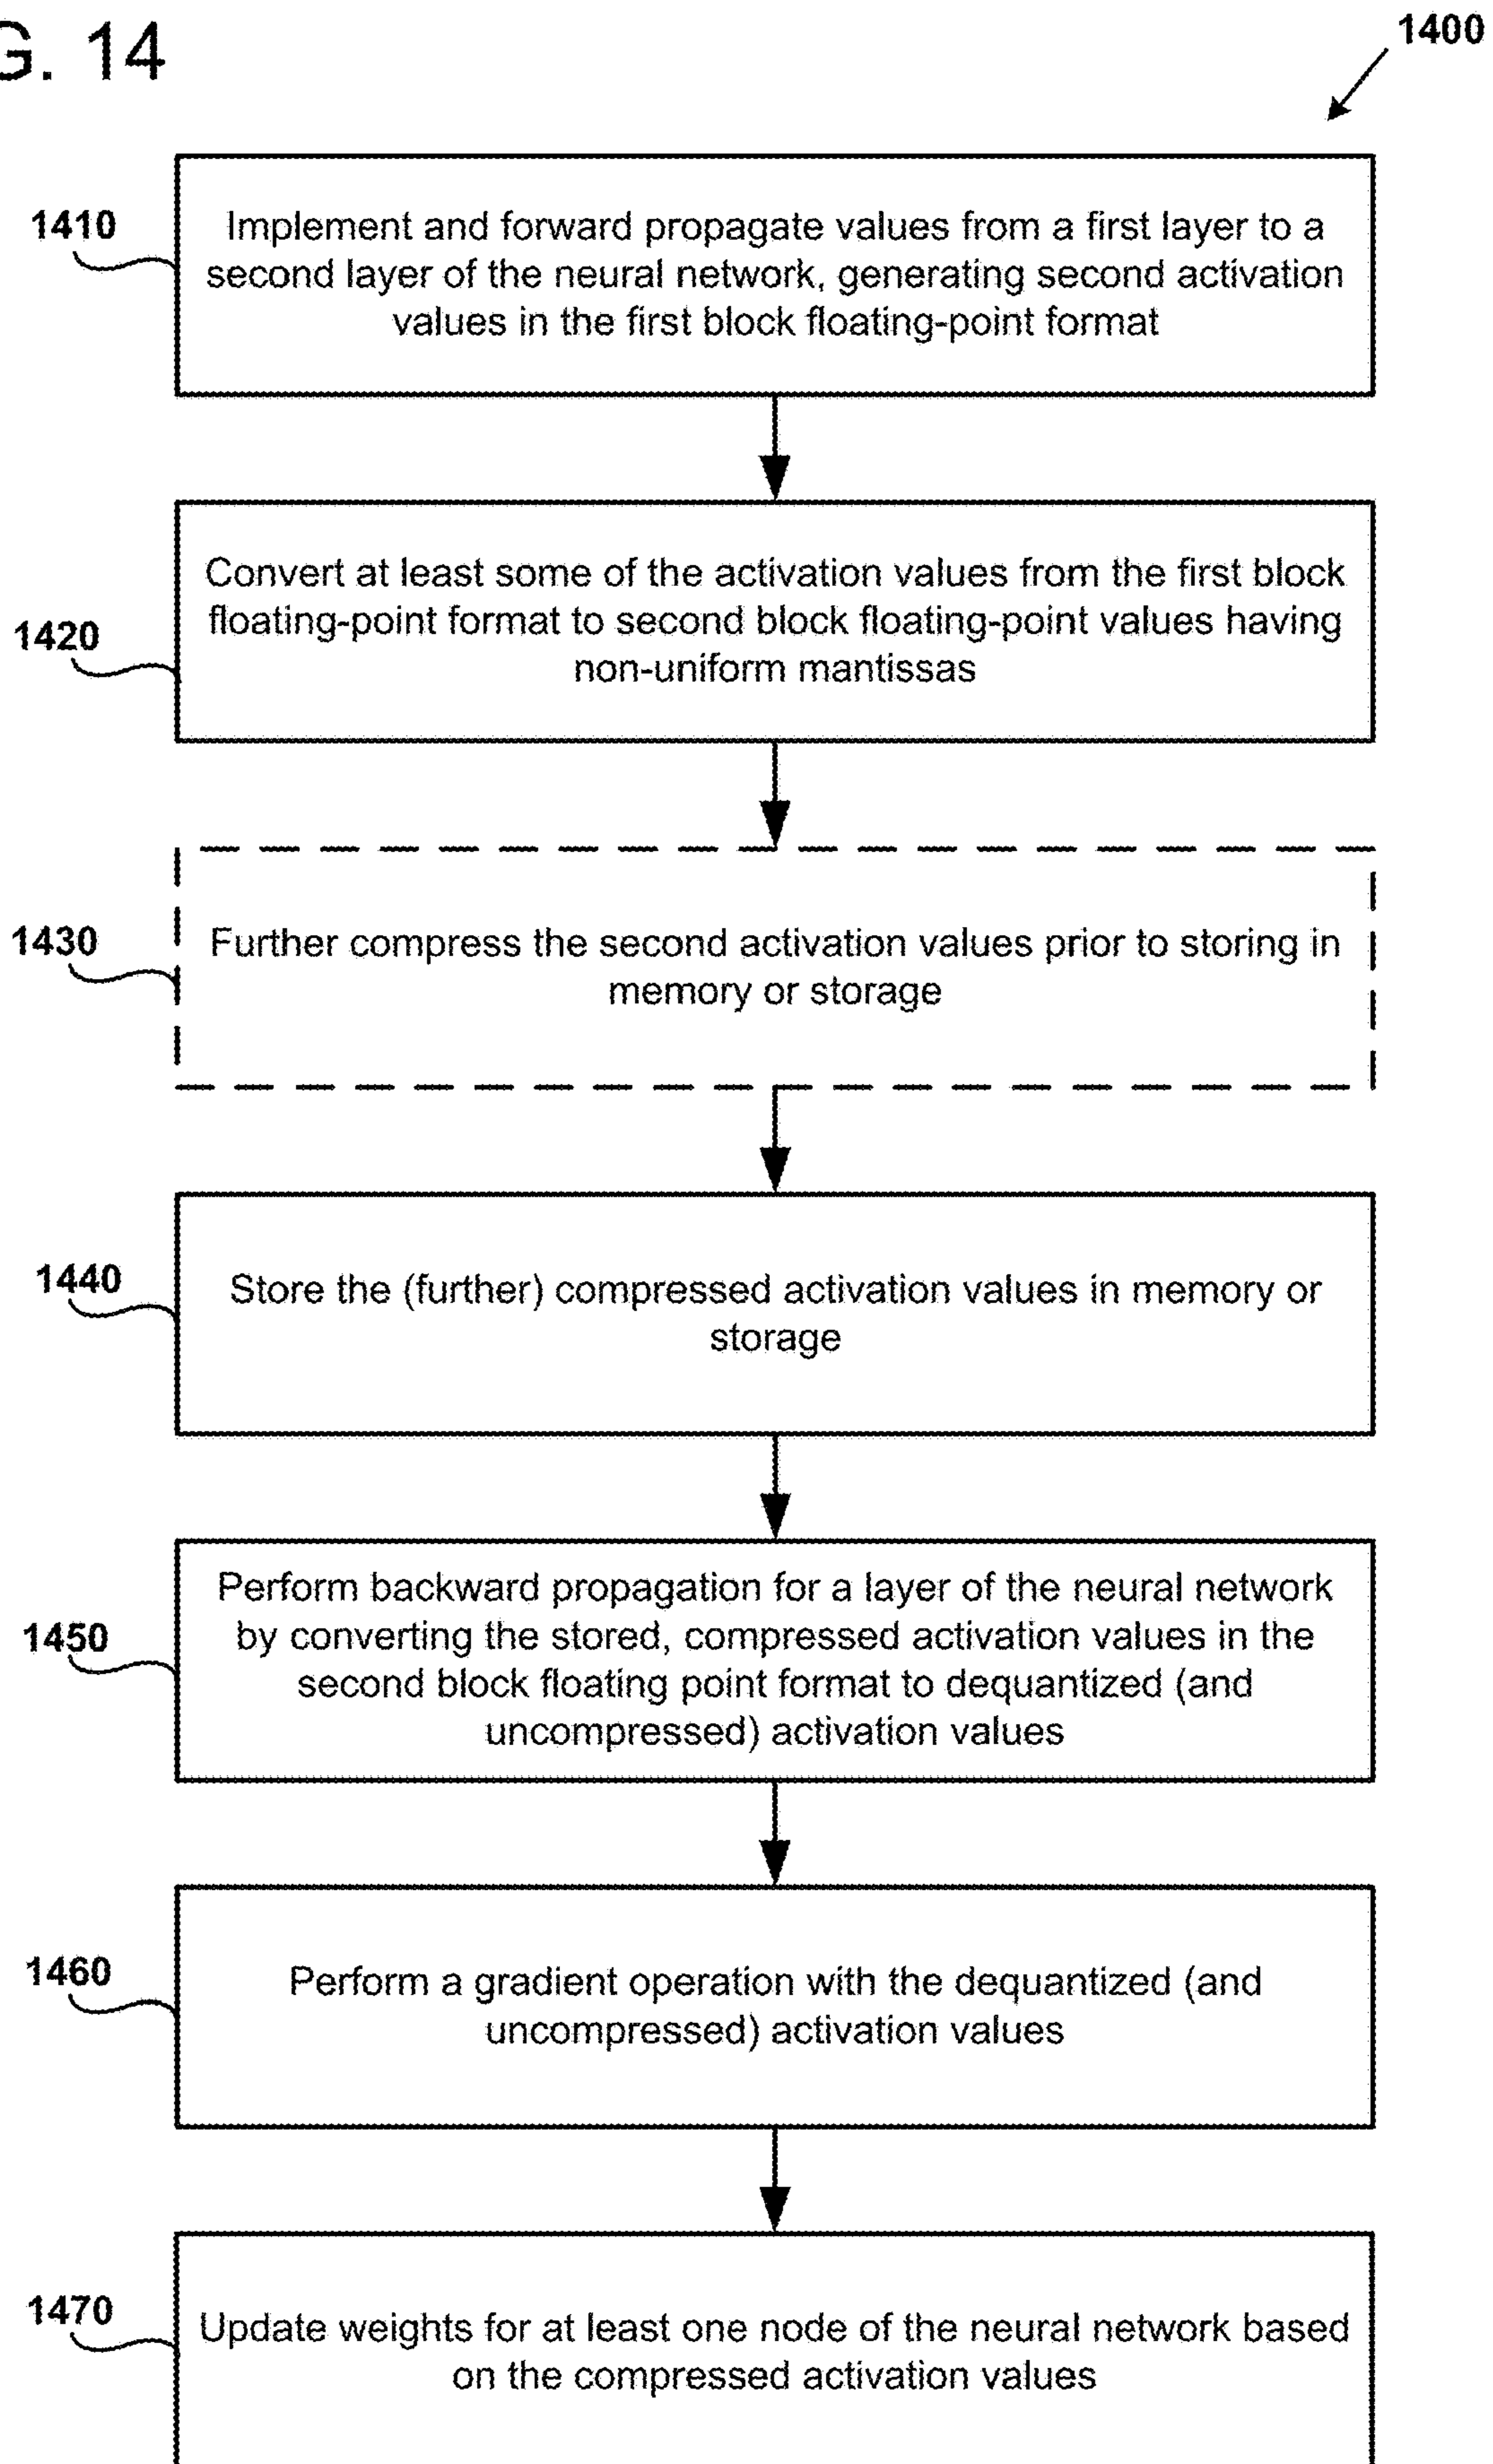 G. 14
1400
1410
Implement and forward propagate values from a first layer to a
second layer of the neural network, generating second activation
values in the first block floating-point format
1420
Convert at least some of the activation values from the first block
floating-point format to second block floating-point values having
non-uniform mantissas
1430
Further compress the second activation values prior to storing in
memory or storage
1440
Store the (further) compressed activation values in memory or
storage
1450
Perform backward propagation for a layer of the neural network
by converting the stored, compressed activation values in the
second block floating point format to dequantized (and
uncompressed) activation values
1460
Perform a gradient operation with the dequantized (and
uncompressed) activation values
1470
Update weights for at least one node of the neural network based
on the compressed activation values